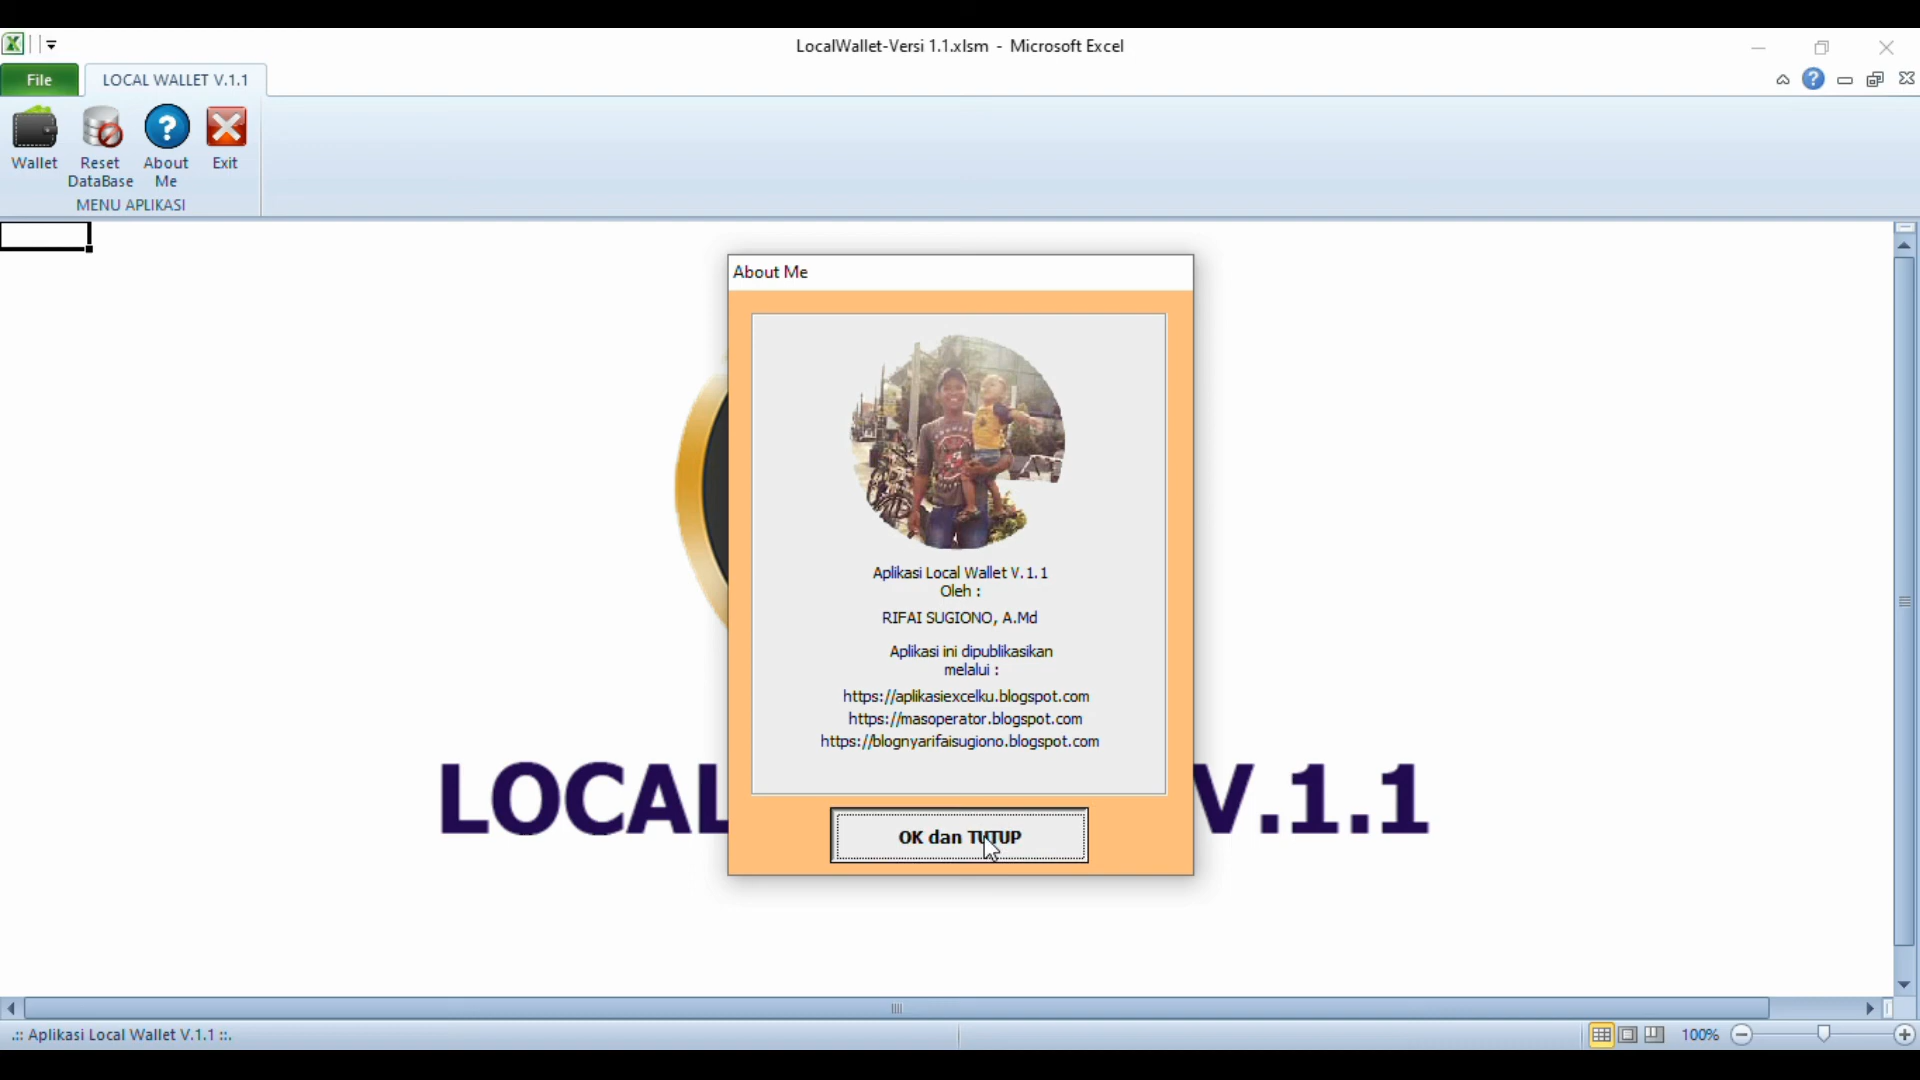 LocalWallet-Versi 1.1.xlsm - Microsoft Excel
File
LOCAL WALLET V.1.1
Wallet
Reset
DataBase
About
Me
Exit
MENU APLIKASI
About Me
Aplikasi Local Wallet V.1.1
Oleh :
RIFAI SUGIONO, A.Md
Aplikasi ini dipublikasikan
melalui :
https://aplikasiexcelku.blogspot.com
https://masoperator.blogspot.com
https://blognyarifaisugiono.blogspot.com
LOCAL V.1.1
OK dan TUTUP
.:: Aplikasi Local Wallet V.1.1 ::.
100%